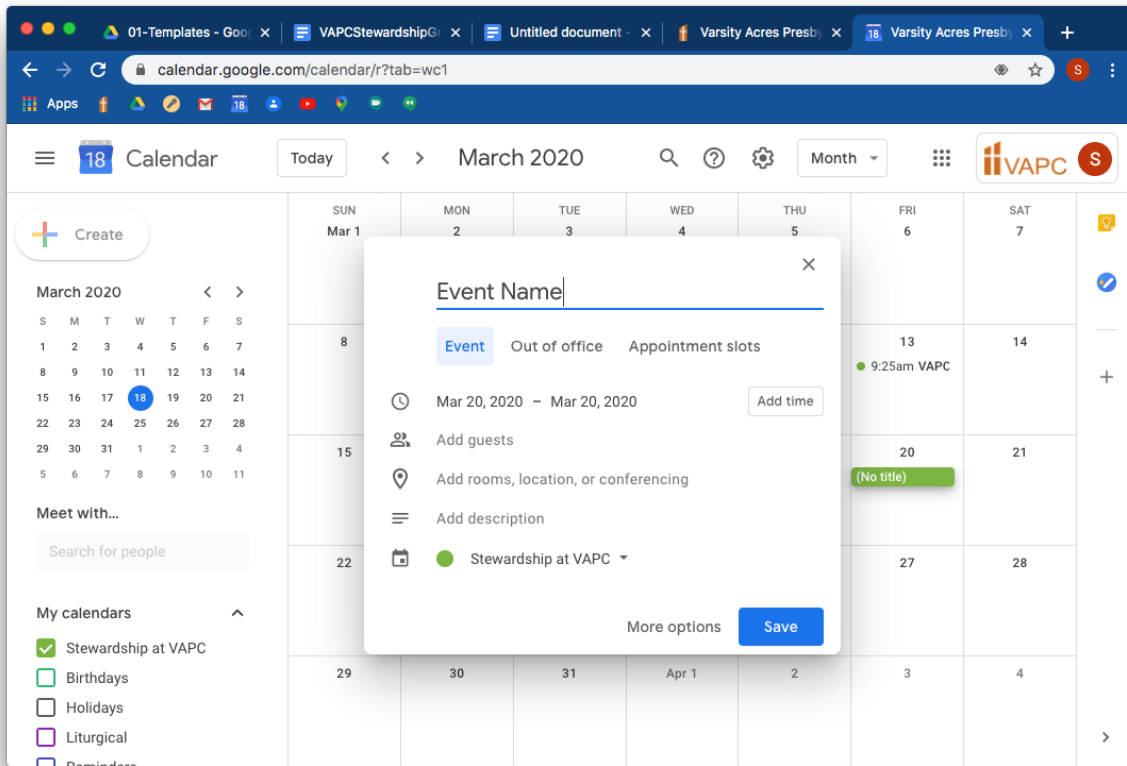 01-Templates - Goo
VAPCStewardshipGr
Untitled document -
Varsity Acres Presby
18 Varsity Acres Presby
calendar.google.com/calendar/r?tab=wc1
S
Apps
18
18 Calendar
Today
March 2020
Month
VAPC
S
Create
SUN MON TUE WED THU FRI SAT
Mar 1 2 3 4 5 6 7
March 2020
S M T W T F S
1 2 3 4 5 6 7
8 9 10 11 12 13 14
15 16 17 18 19 20 21
22 23 24 25 26 27 28
29 30 31 1 2 3 4
5 6 7 8 9 10 11
Meet with...
Search for people
My calendars
Stewardship at VAPC
Birthdays
Holidays
Liturgical
Reminders
Event Name
Event Out of office Appointment slots
Mar 20, 2020 – Mar 20, 2020 Add time
Add guests
Add rooms, location, or conferencing
Add description
Stewardship at VAPC
More options Save
8 13 14
9:25am VAPC
15 20 21
(No title)
22 27 28
29 30 31 Apr 1 2 3 4